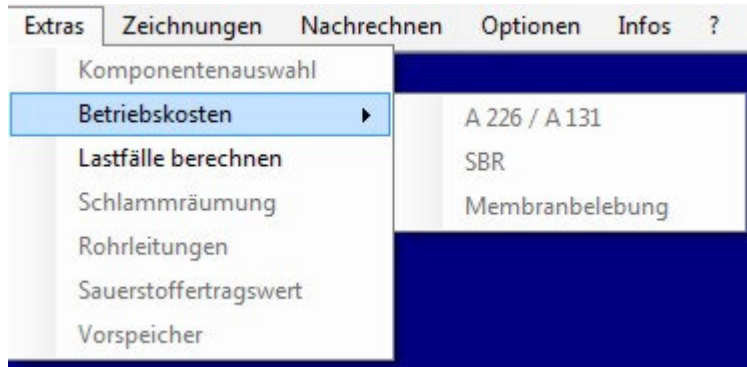 Extras Zeichnungen Nachrechnen Optionen Infos ?
Komponentenauswahl
Betriebskosten
A 226 / A 131
Lastfälle berechnen
SBR
Schlammräumung
Membranbelebung
Rohrleitungen
Sauerstoffertragswert
Vorspeicher